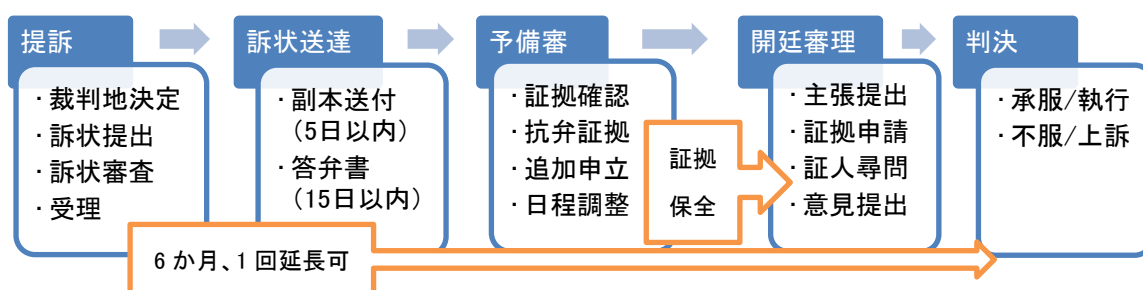 提訴
・裁判地決定
・訴状提出
・訴状審査
・受理
訴状送達
・副本送付
（5日以内）
・答弁書
（15日以内）
予備審
・証拠確認
・抗弁証拠
・追加申立
・日程調整
証拠
保全
開廷審理
・主張提出
・証拠申請
・証人尋問
・意見提出
判決
・承服/執行
・不服/上訴
6 か月、1 回延長可